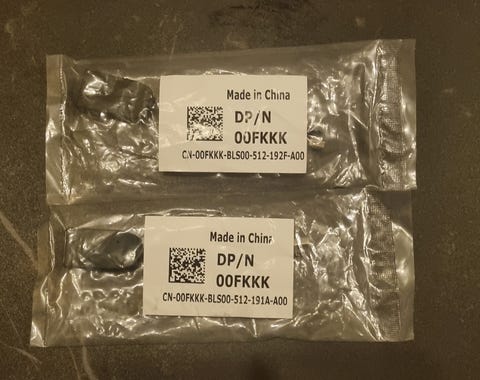 Made in China
DP/N
00FKKK
CN-00FKKK-BLS00-512-192F-A00
Made in China
DP/N
00FKKK
CN-00FKKK-BLS00-512-191A-A00